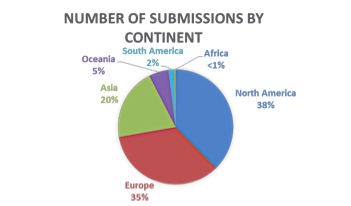 NUMBER OF SUBMISSIONS BY
CONTINENT
South America
2%
Africa
<1%
Oceania
5%
Asia
20%
North America
38%
Europe
35%